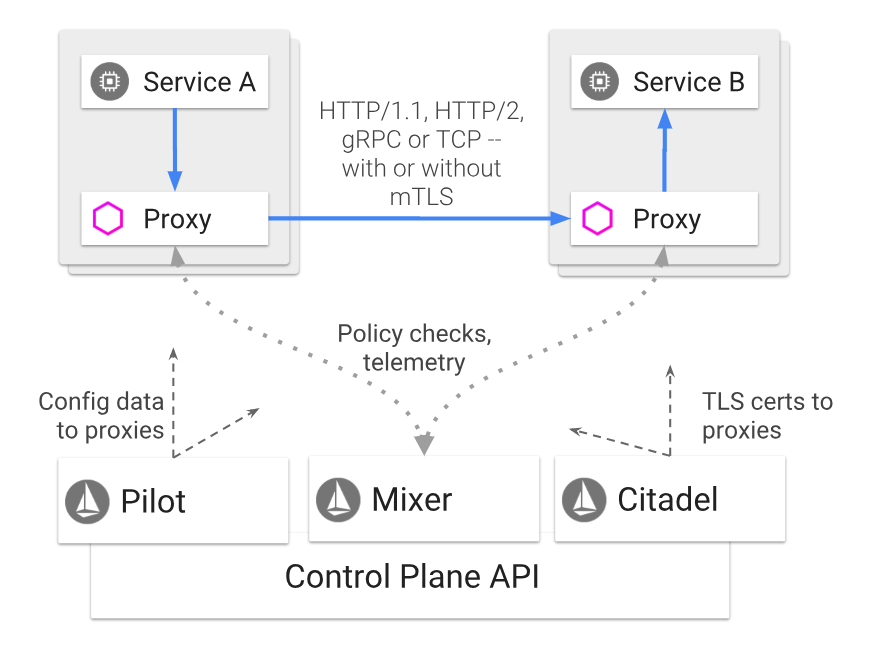 Service A
Service B
HTTP/1.1, HTTP/2,
gRPC or TCP --
with or without
mTLS
Proxy
Proxy
Policy checks,
telemetry
Config data
to proxies
TLS certs to
proxies
Pilot
Mixer
Citadel
Control Plane API